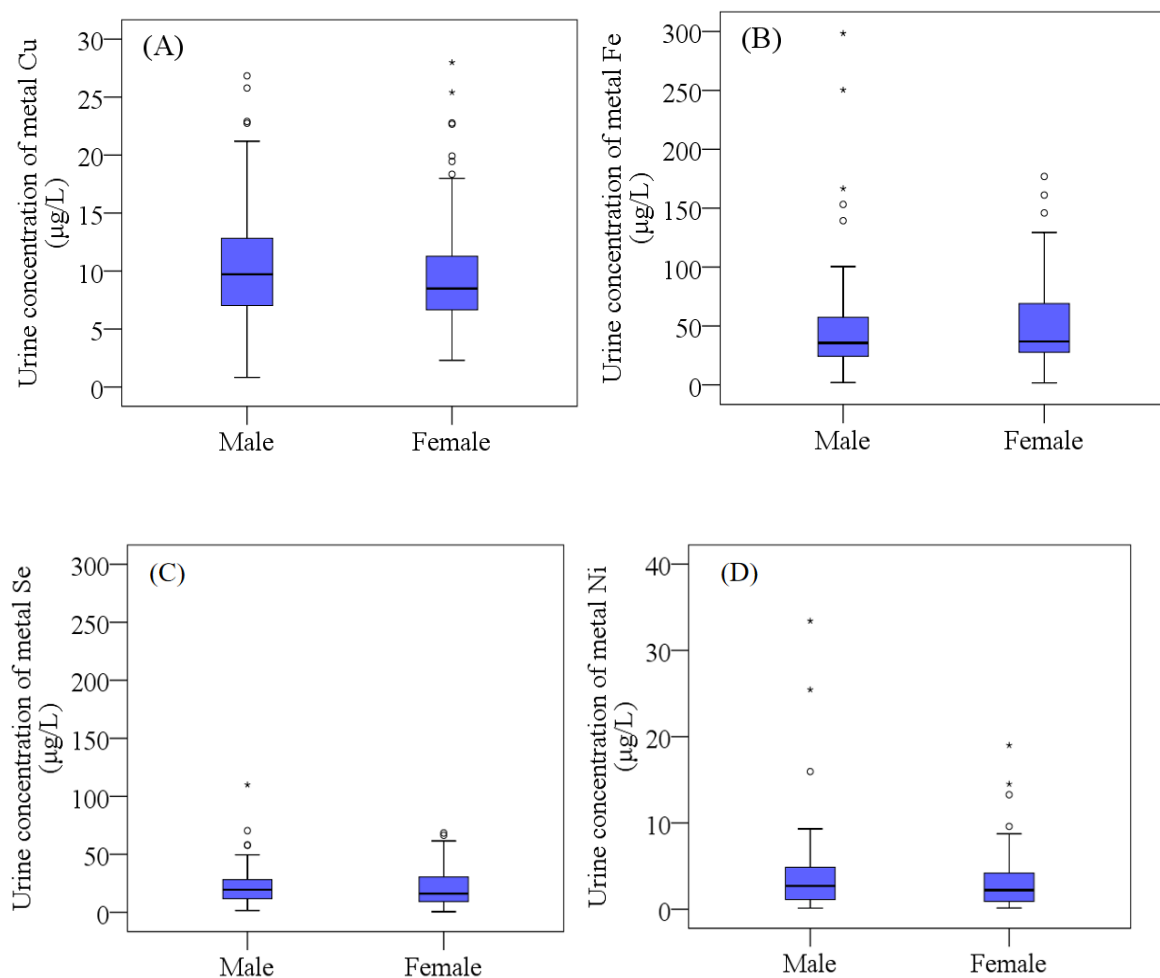 (A)
Urine concentration of metal Cu
(μg/L)
30
25
20
15
10
5
0
Male Female
(B)
Urine concentration of metal Fe
(μg/L)
300
250
200
150
100
50
0
Male Female
(C)
Urine concentration of metal Se
(μg/L)
300
250
200
150
100
50
0
Male Female
(D)
Urine concentration of metal Ni
(μg/L)
40
30
20
10
0
Male Female